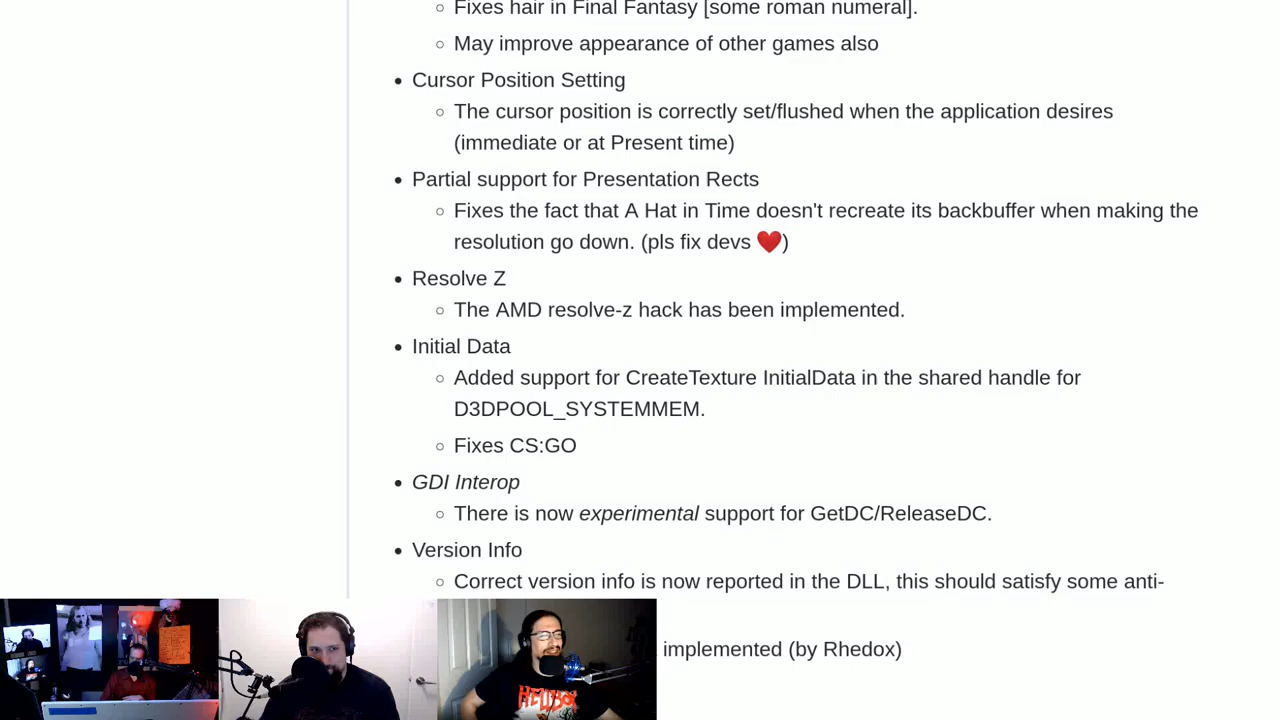 Fixes hair in Final Fantasy [some roman numeral].
May improve appearance of other games also
Cursor Position Setting
The cursor position is correctly set/flushed when the application desires
(immediate or at Present time)
Partial support for Presentation Rects
Fixes the fact that A Hat in Time doesn't recreate its backbuffer when making the
resolution go down. (pls fix devs ❤️)
Resolve Z
The AMD resolve-z hack has been implemented.
Initial Data
Added support for CreateTexture InitialData in the shared handle for
D3DPOOL_SYSTEMMEM.
Fixes CS:GO
GDI Interop
There is now experimental support for GetDC/ReleaseDC.
Version Info
Correct version info is now reported in the DLL, this should satisfy some anti-
implemented (by Rhedox)
HELLBOY